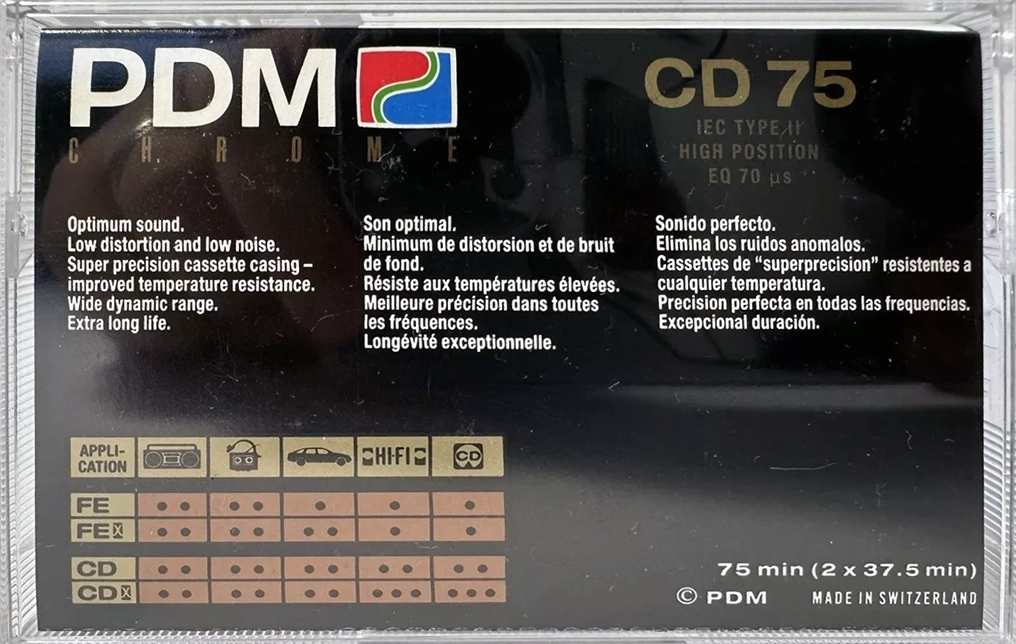 PDM
CHROME
CD 75
IEC TYPE II
HIGH POSITION
EQ 70 µs
Optimum sound.
Low distortion and low noise.
Super precision cassette casing –
improved temperature resistance.
Wide dynamic range.
Extra long life.
Son optimal.
Minimum de distorsion et de bruit
de fond.
Résiste aux températures élevées.
Meilleure précision dans toutes
les fréquences.
Longévité exceptionnelle.
Sonido perfecto.
Elimina los ruidos anomalos.
Cassettes de “superprecision” resistentes a
cualquier temperatura.
Precision perfecta en todas las frequencias.
Excepcional duración.
APPLI-
CATION
HI-FI
CD
FE
FE X
CD
CD X
75 min (2 x 37.5 min)
© PDM MADE IN SWITZERLAND